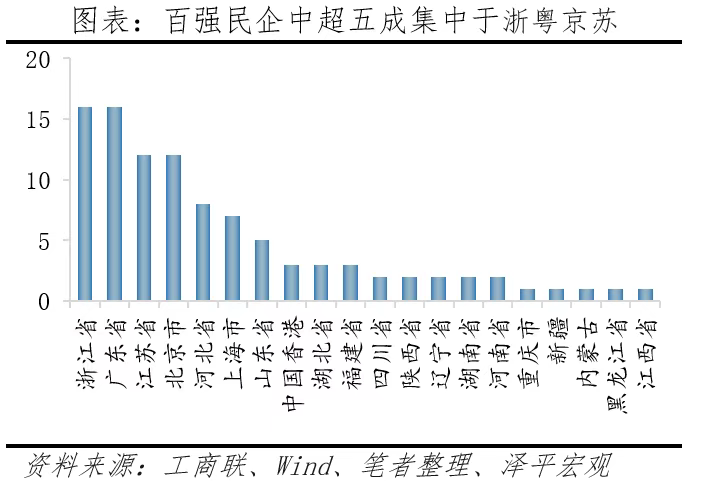 图表：百强民企中超五成集中于浙粤京苏
20
15
10
5
0
浙江省
广东省
江苏省
北京市
河北省
上海市
山东省
中国香港
湖北省
福建省
四川省
陕西省
辽宁省
湖南省
河南省
重庆市
新疆
内蒙古
黑龙江省
江西省
资料来源：工商联、Wind、笔者整理、泽平宏观